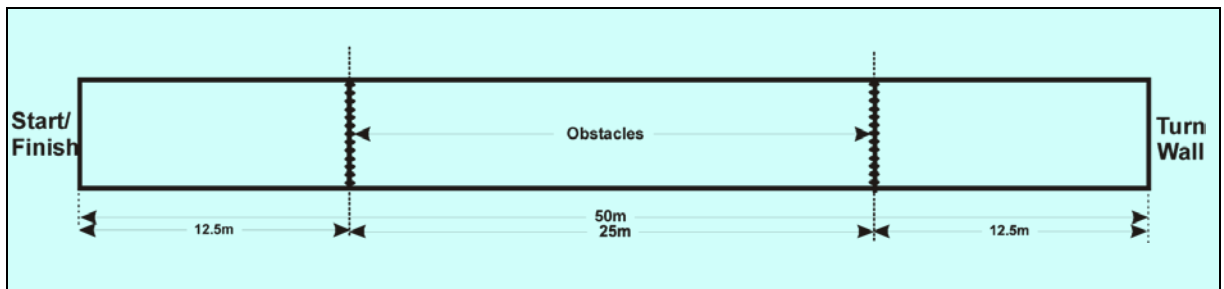 Start/
Finish
Obstacles
Turn
Wall
50m
12.5m
25m
12.5m